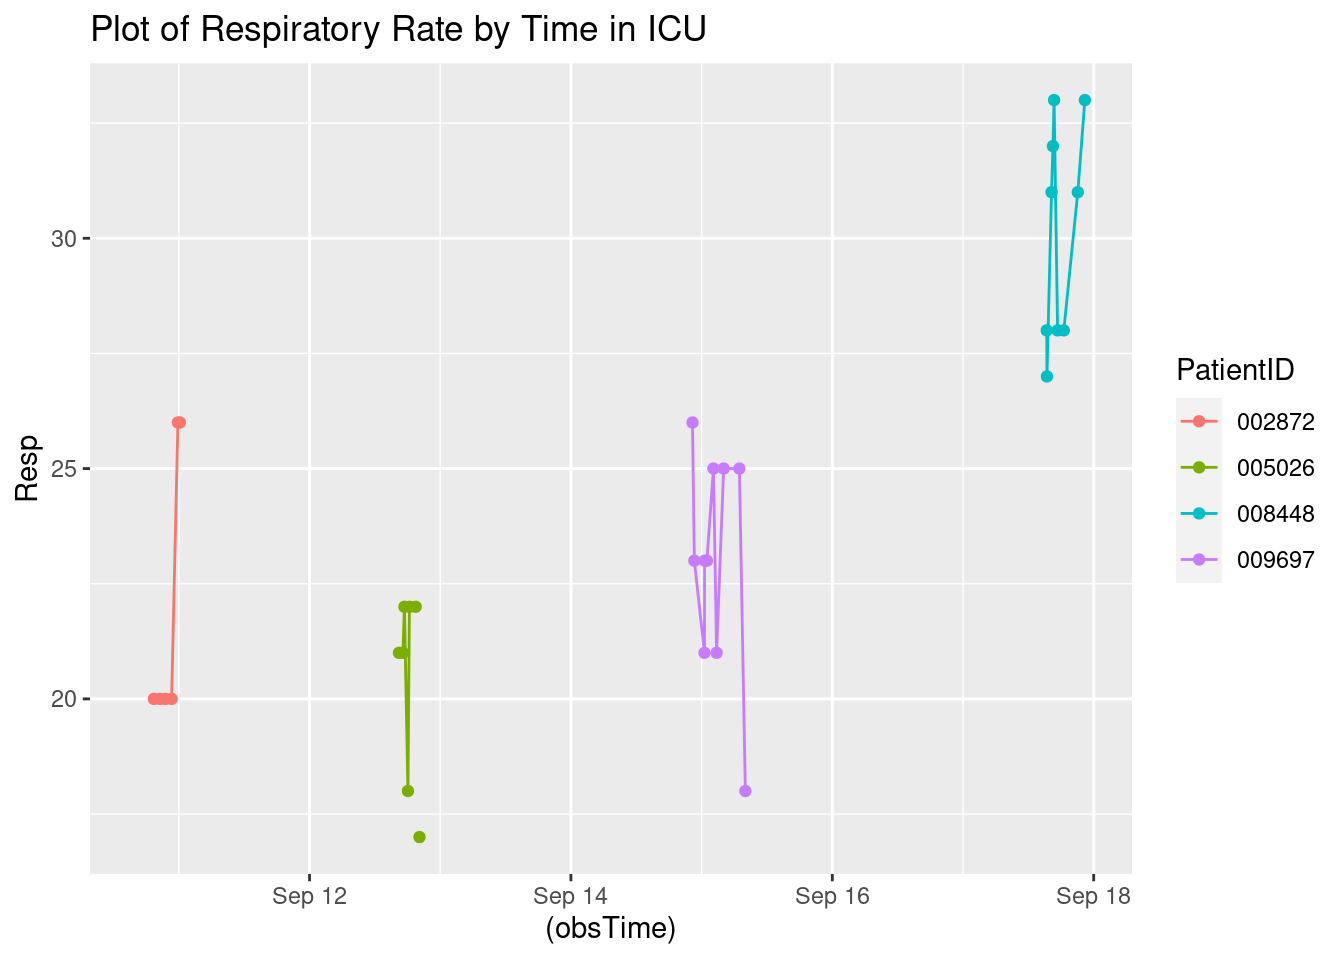 Plot of Respiratory Rate by Time in ICU
Resp
30
25
20
Sep 12
Sep 14
Sep 16
Sep 18
(obsTime)
PatientID
002872
005026
008448
009697